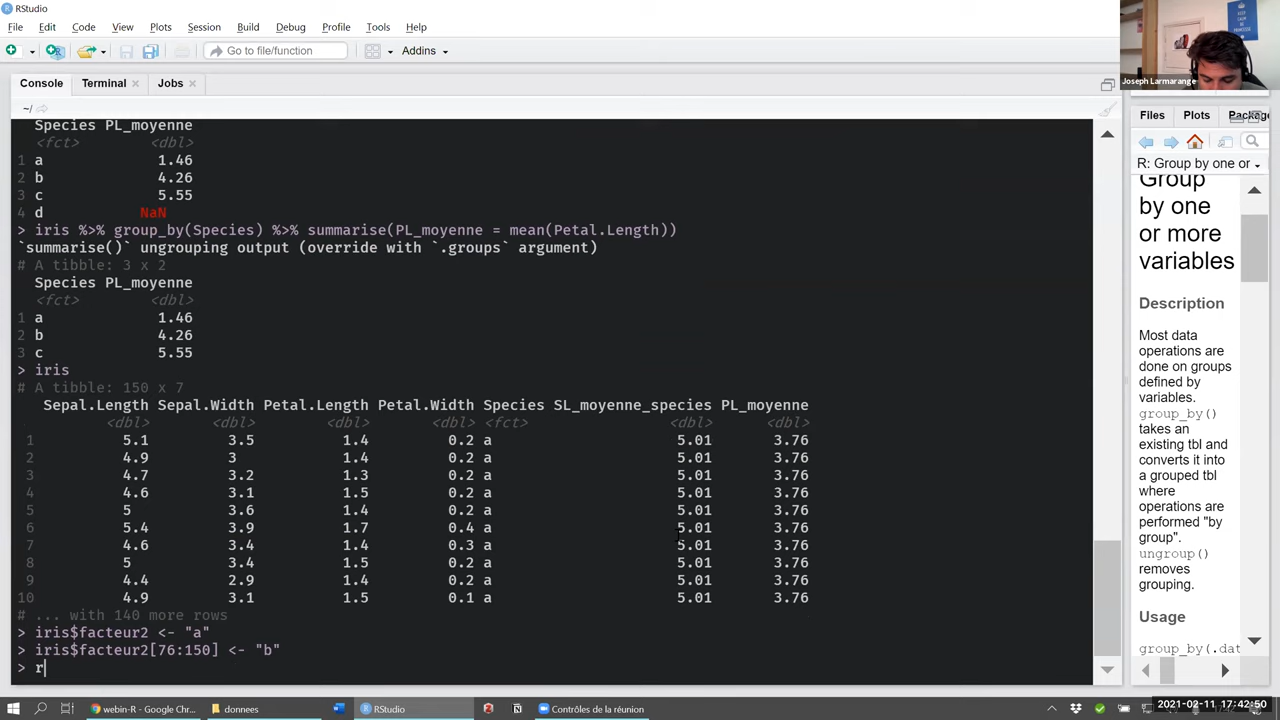 RStudio
File Edit Code View Plots Session Build Debug Profile Tools Help
Go to file/function Addins
Console Terminal Jobs
~/
Species PL_moyenne
<fct> <dbl>
1 a 1.46
2 b 4.26
3 c 5.55
4 d NaN
> iris %>% group_by(Species) %>% summarise(PL_moyenne = mean(Petal.Length))
`summarise()` ungrouping output (override with `.groups` argument)
# A tibble: 3 x 2
Species PL_moyenne
<fct> <dbl>
1 a 1.46
2 b 4.26
3 c 5.55
> iris
# A tibble: 150 x 7
Sepal.Length Sepal.Width Petal.Length Petal.Width Species SL_moyenne_species PL_moyenne
<dbl> <dbl> <dbl> <dbl> <fct> <dbl> <dbl>
1 5.1 3.5 1.4 0.2 a 5.01 3.76
2 4.9 3 1.4 0.2 a 5.01 3.76
3 4.7 3.2 1.3 0.2 a 5.01 3.76
4 4.6 3.1 1.5 0.2 a 5.01 3.76
5 5 3.6 1.4 0.2 a 5.01 3.76
6 5.4 3.9 1.7 0.4 a 5.01 3.76
7 4.6 3.4 1.4 0.3 a 5.01 3.76
8 5 3.4 1.5 0.2 a 5.01 3.76
9 4.4 2.9 1.4 0.2 a 5.01 3.76
10 4.9 3.1 1.5 0.1 a 5.01 3.76
# ... with 140 more rows
> iris$facteur2 <- "a"
> iris$facteur2[76:150] <- "b"
> r
KEEP CALM
Joseph Larmarange
Files Plots Package
R: Group by one or
Group
by one
or more
variables
Description
Most data
operations are
done on groups
defined by
variables.
group_by()
takes an
existing tbl and
converts it into
a grouped tbl
where
operations are
performed "by
group".
ungroup()
removes
grouping.
Usage
group_by(.dat
webin-R - Google Chr... donnees RStudio Contrôles de la réunion
2021-02-11 17:42:50